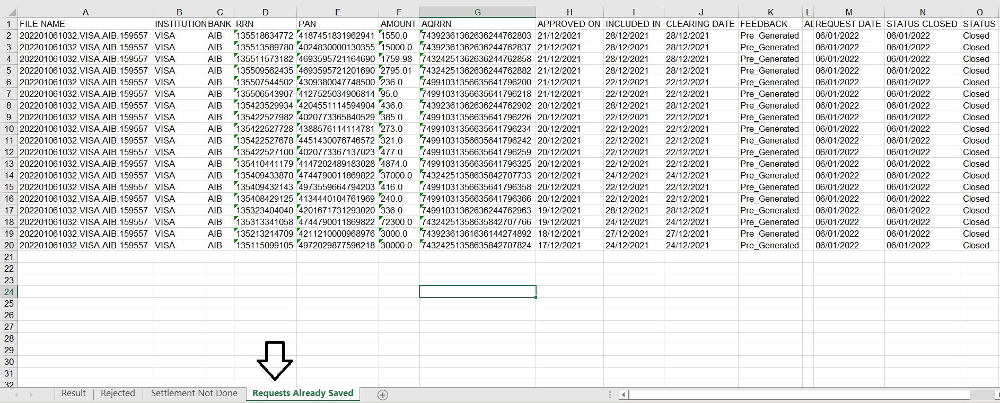 A B C D E F G H I J K L M N O
1 FILE NAME INSTITUTION BANK RRN PAN AMOUNT AQRRN APPROVED ON INCLUDED IN CLEARING DATE FEEDBACK REQUEST DATE STATUS CLOSED STATUS
2 202201061032.VISA.AIB.159557 VISA AIB 135518634772 4187451831962941 1550.0 74392361362636244762803 21/12/2021 28/12/2021 28/12/2021 Pre_Generated 06/01/2022 06/01/2022 Closed
3 202201061032.VISA.AIB.159557 VISA AIB 135513589780 4024830000130355 15000.0 74392361362636244762837 21/12/2021 28/12/2021 28/12/2021 Pre_Generated 06/01/2022 06/01/2022 Closed
4 202201061032.VISA.AIB.159557 VISA AIB 135511573182 4693595721164690 1759.98 74324251362636244762858 21/12/2021 28/12/2021 28/12/2021 Pre_Generated 06/01/2022 06/01/2022 Closed
5 202201061032.VISA.AIB.159557 VISA AIB 135509562435 4693595721201690 2795.01 74324251362636244762882 21/12/2021 28/12/2021 28/12/2021 Pre_Generated 06/01/2022 06/01/2022 Closed
6 202201061032.VISA.AIB.159557 VISA AIB 135507544502 4309380047748500 236.0 74991031356635641796200 21/12/2021 22/12/2021 22/12/2021 Pre_Generated 06/01/2022 06/01/2022 Closed
7 202201061032.VISA.AIB.159557 VISA AIB 135506543907 4127525034906814 95.0 74991031356635641796218 21/12/2021 22/12/2021 22/12/2021 Pre_Generated 06/01/2022 06/01/2022 Closed
8 202201061032.VISA.AIB.159557 VISA AIB 135423529934 4204551114594904 436.0 74392361362636244762902 20/12/2021 28/12/2021 28/12/2021 Pre_Generated 06/01/2022 06/01/2022 Closed
9 202201061032.VISA.AIB.159557 VISA AIB 135422527982 4020773365840529 385.0 74991031356635641796226 20/12/2021 22/12/2021 22/12/2021 Pre_Generated 06/01/2022 06/01/2022 Closed
10 202201061032.VISA.AIB.159557 VISA AIB 135422527728 4388576114114781 273.0 74991031356635641796234 20/12/2021 22/12/2021 22/12/2021 Pre_Generated 06/01/2022 06/01/2022 Closed
11 202201061032.VISA.AIB.159557 VISA AIB 135422527678 4451430076746572 321.0 74991031356635641796242 20/12/2021 22/12/2021 22/12/2021 Pre_Generated 06/01/2022 06/01/2022 Closed
12 202201061032.VISA.AIB.159557 VISA AIB 135422527100 4020773367137023 477.0 74991031356635641796259 20/12/2021 22/12/2021 22/12/2021 Pre_Generated 06/01/2022 06/01/2022 Closed
13 202201061032.VISA.AIB.159557 VISA AIB 135410441179 4147202489183028 4874.0 74991031356635641796325 20/12/2021 22/12/2021 22/12/2021 Pre_Generated 06/01/2022 06/01/2022 Closed
14 202201061032.VISA.AIB.159557 VISA AIB 135409433870 4744790011869822 37000.0 74324251358635842707733 20/12/2021 24/12/2021 24/12/2021 Pre_Generated 06/01/2022 06/01/2022 Closed
15 202201061032.VISA.AIB.159557 VISA AIB 135409432143 4973559664794203 416.0 74991031356635641796358 20/12/2021 22/12/2021 22/12/2021 Pre_Generated 06/01/2022 06/01/2022 Closed
16 202201061032.VISA.AIB.159557 VISA AIB 135408429125 4134440104761969 240.0 74991031356635641796366 20/12/2021 22/12/2021 22/12/2021 Pre_Generated 06/01/2022 06/01/2022 Closed
17 202201061032.VISA.AIB.159557 VISA AIB 135323404040 4201671731293020 336.0 74991031362636244762963 19/12/2021 28/12/2021 28/12/2021 Pre_Generated 06/01/2022 06/01/2022 Closed
18 202201061032.VISA.AIB.159557 VISA AIB 135313341058 4744790011869822 72300.0 74324251358635842707766 19/12/2021 24/12/2021 24/12/2021 Pre_Generated 06/01/2022 06/01/2022 Closed
19 202201061032.VISA.AIB.159557 VISA AIB 135213214709 4211210000968976 3000.0 74392361361636144274892 18/12/2021 27/12/2021 27/12/2021 Pre_Generated 06/01/2022 06/01/2022 Closed
20 202201061032.VISA.AIB.159557 VISA AIB 135115099105 4972029877596218 30000.0 74324251358635842707824 17/12/2021 24/12/2021 24/12/2021 Pre_Generated 06/01/2022 06/01/2022 Closed
21
22
23
24
25
26
27
28
29
30
31
32
Result Rejected Settlement Not Done Requests Already Saved